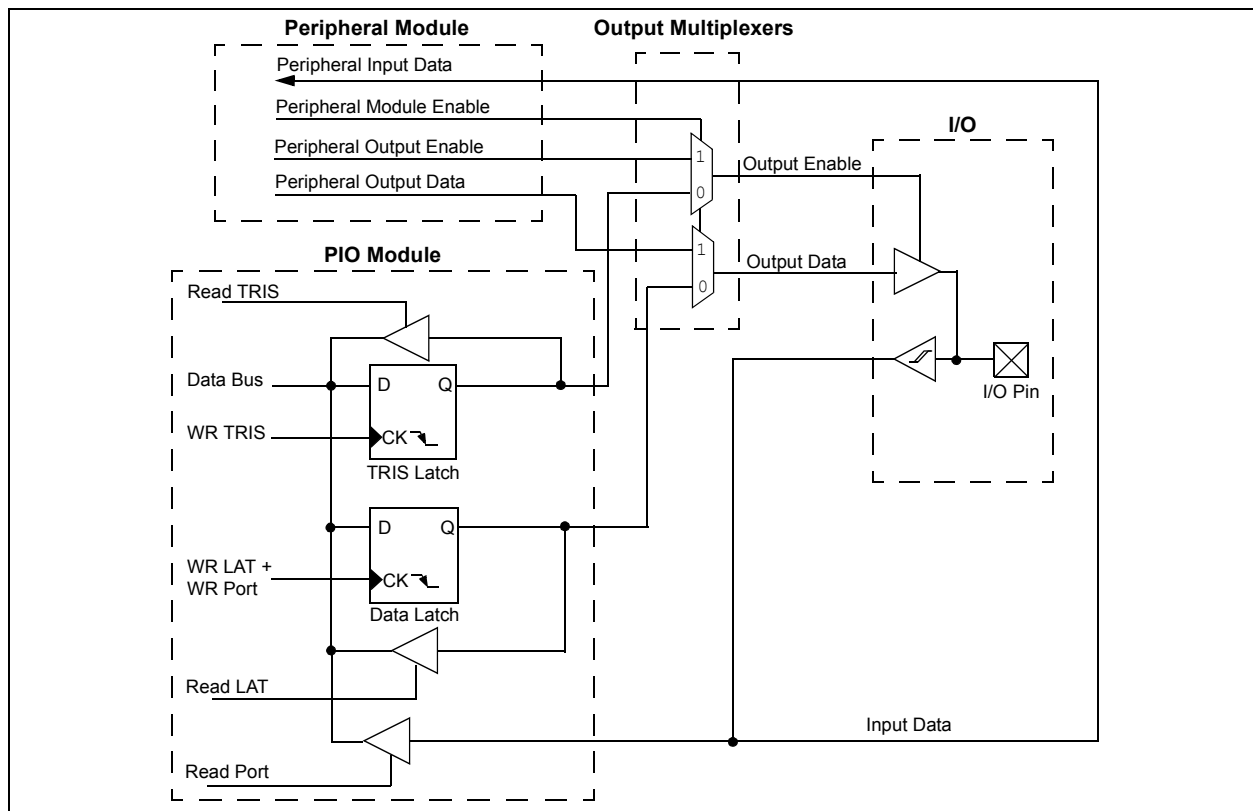 Peripheral Module
Output Multiplexers
Peripheral Input Data
Peripheral Module Enable
Peripheral Output Enable
Peripheral Output Data
1
0
Output Enable
I/O
1
0
Output Data
I/O Pin
PIO Module
Read TRIS
Data Bus
D Q
WR TRIS
CK
TRIS Latch
D Q
WR LAT +
WR Port
CK
Data Latch
Read LAT
Input Data
Read Port